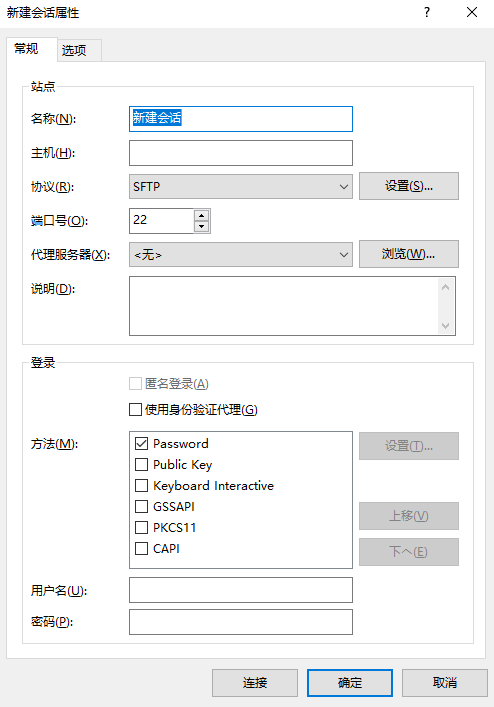 新建会话属性
常规 选项
站点
名称(N): 新建会话
主机(H):
协议(R): SFTP 设置(S)...
端口号(O): 22
代理服务器(X): <无> 浏览(W)...
说明(D):
登录
匿名登录(A)
使用身份验证代理(G)
方法(M): Password 设置(T)...
Public Key
Keyboard Interactive
GSSAPI 上移(V)
PKCS11
CAPI 下へ(E)
用户名(U):
密码(P):
连接 确定 取消